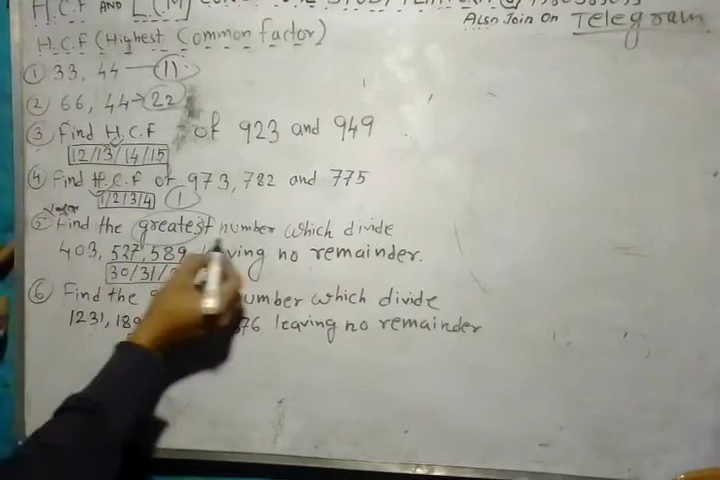 H.C.F AND L.C.M
Also Join On Telegram
H.C.F (Highest Common factor)
① 33, 44 — 11
② 66, 44 → 22
③ Find H.C.F of 923 and 949
12/13/14/15
④ Find H.C.F of 973, 782 and 775
1/2/3/4 1
⑤ Find the greatest number which divide
403, 527, 589 leaving no remainder.
30/31/
⑥ Find the number which divide
1231, 76 leaving no remainder